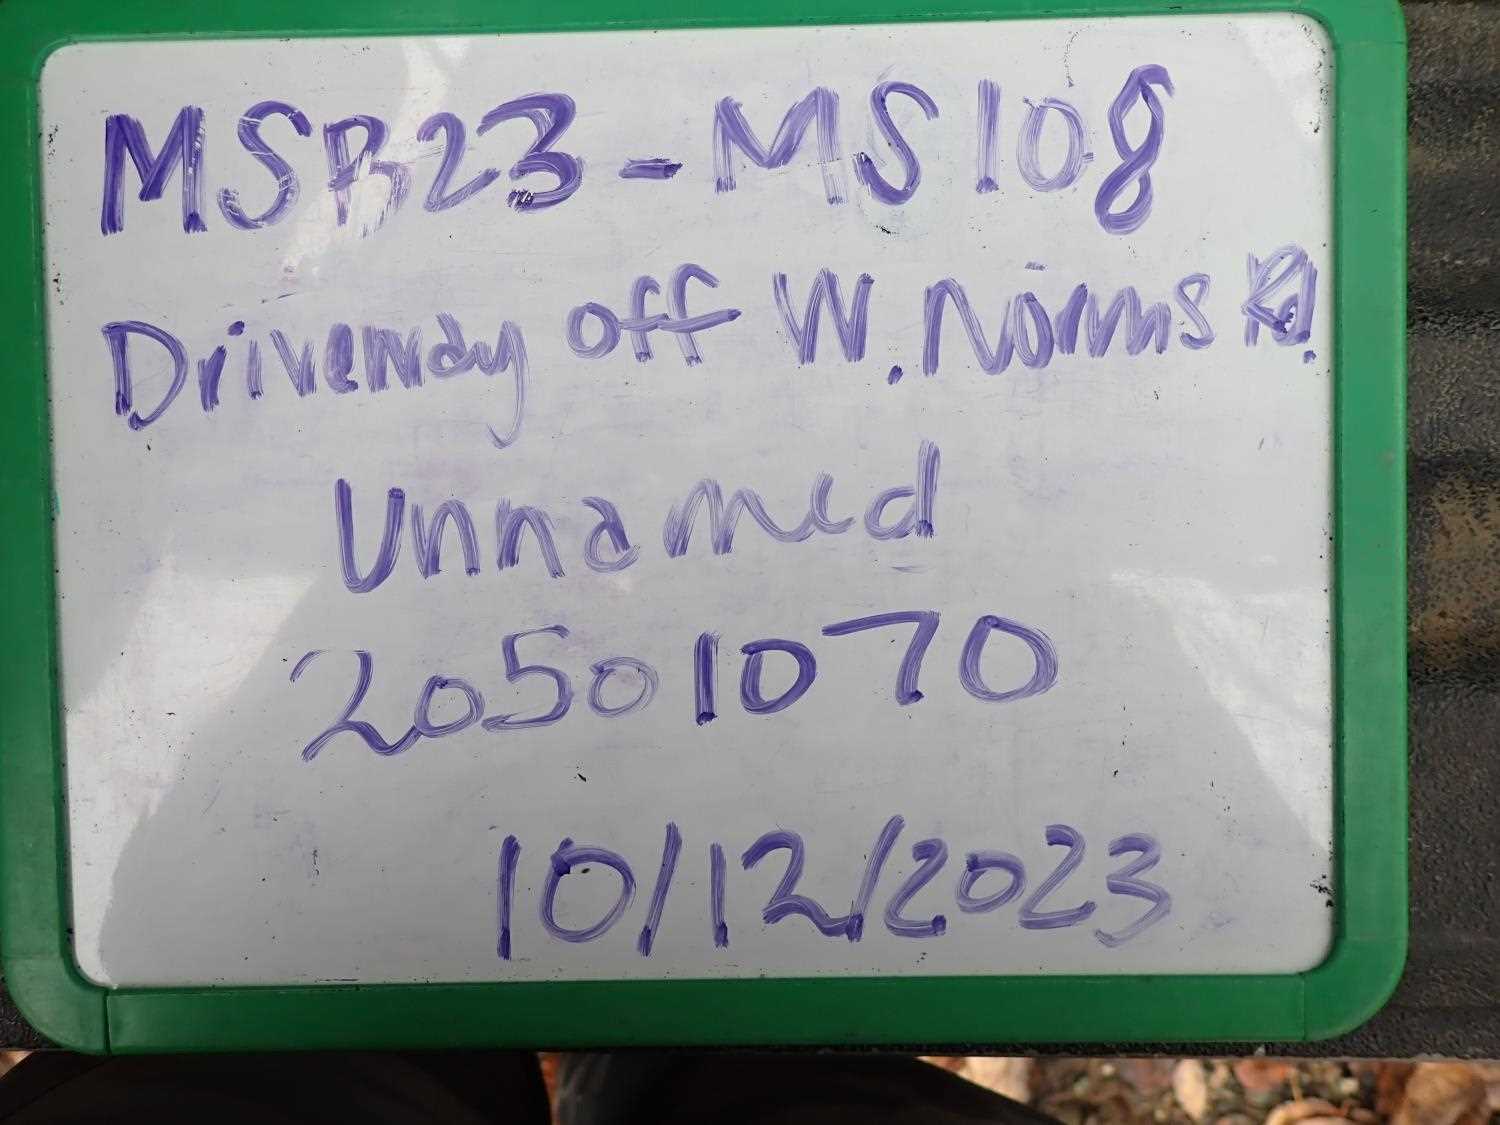 MSB23-MS108
Driveway off W. Norris Rd.
Unnamed
20501070
10/12/2023